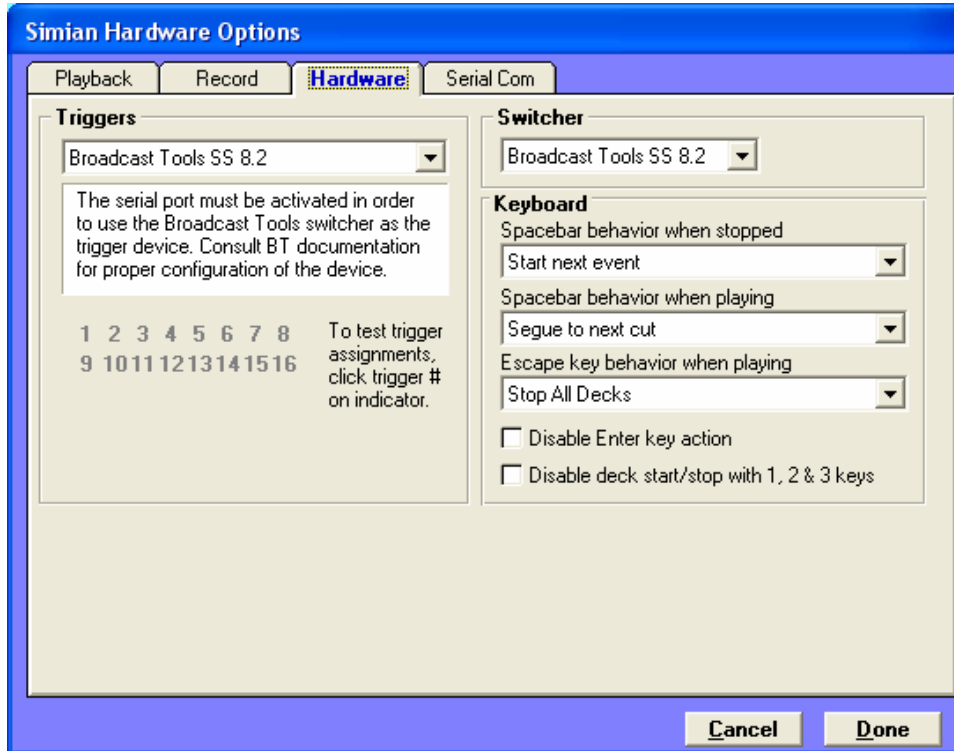 Simian Hardware Options
Playback
Record
Hardware
Serial Com
Triggers
Broadcast Tools SS 8.2
The serial port must be activated in order
to use the Broadcast Tools switcher as the
trigger device. Consult BT documentation
for proper configuration of the device.
1 2 3 4 5 6 7 8
9 10 11 12 13 14 15 16
To test trigger
assignments,
click trigger #
on indicator.
Switcher
Broadcast Tools SS 8.2
Keyboard
Spacebar behavior when stopped
Start next event
Spacebar behavior when playing
Segue to next cut
Escape key behavior when playing
Stop All Decks
Disable Enter key action
Disable deck start/stop with 1, 2 & 3 keys
Cancel
Done